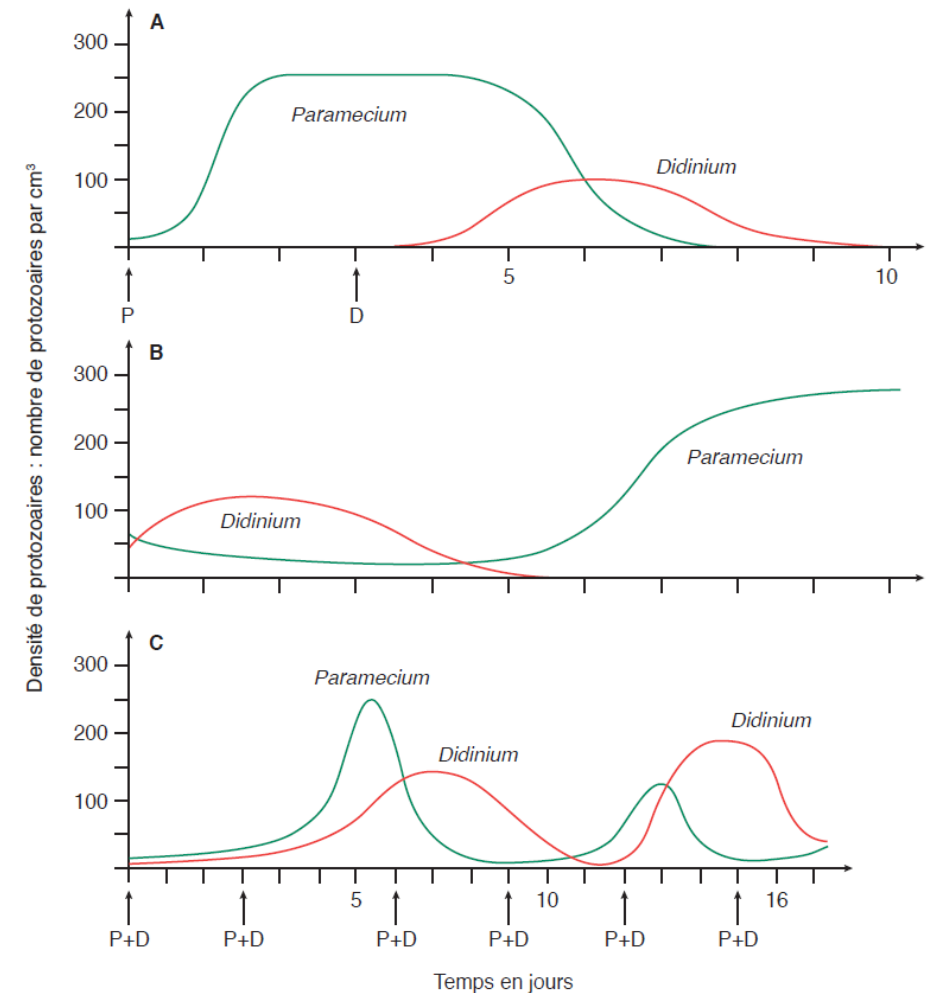 Densité de protozoaires : nombre de protozoaires par cm³
A
300
200
100
Paramecium
Didinium
5
10
P
D
B
300
200
100
Didinium
Paramecium
C
300
200
100
Paramecium
Didinium
Didinium
5
10
16
P+D
P+D
P+D
P+D
P+D
P+D
Temps en jours